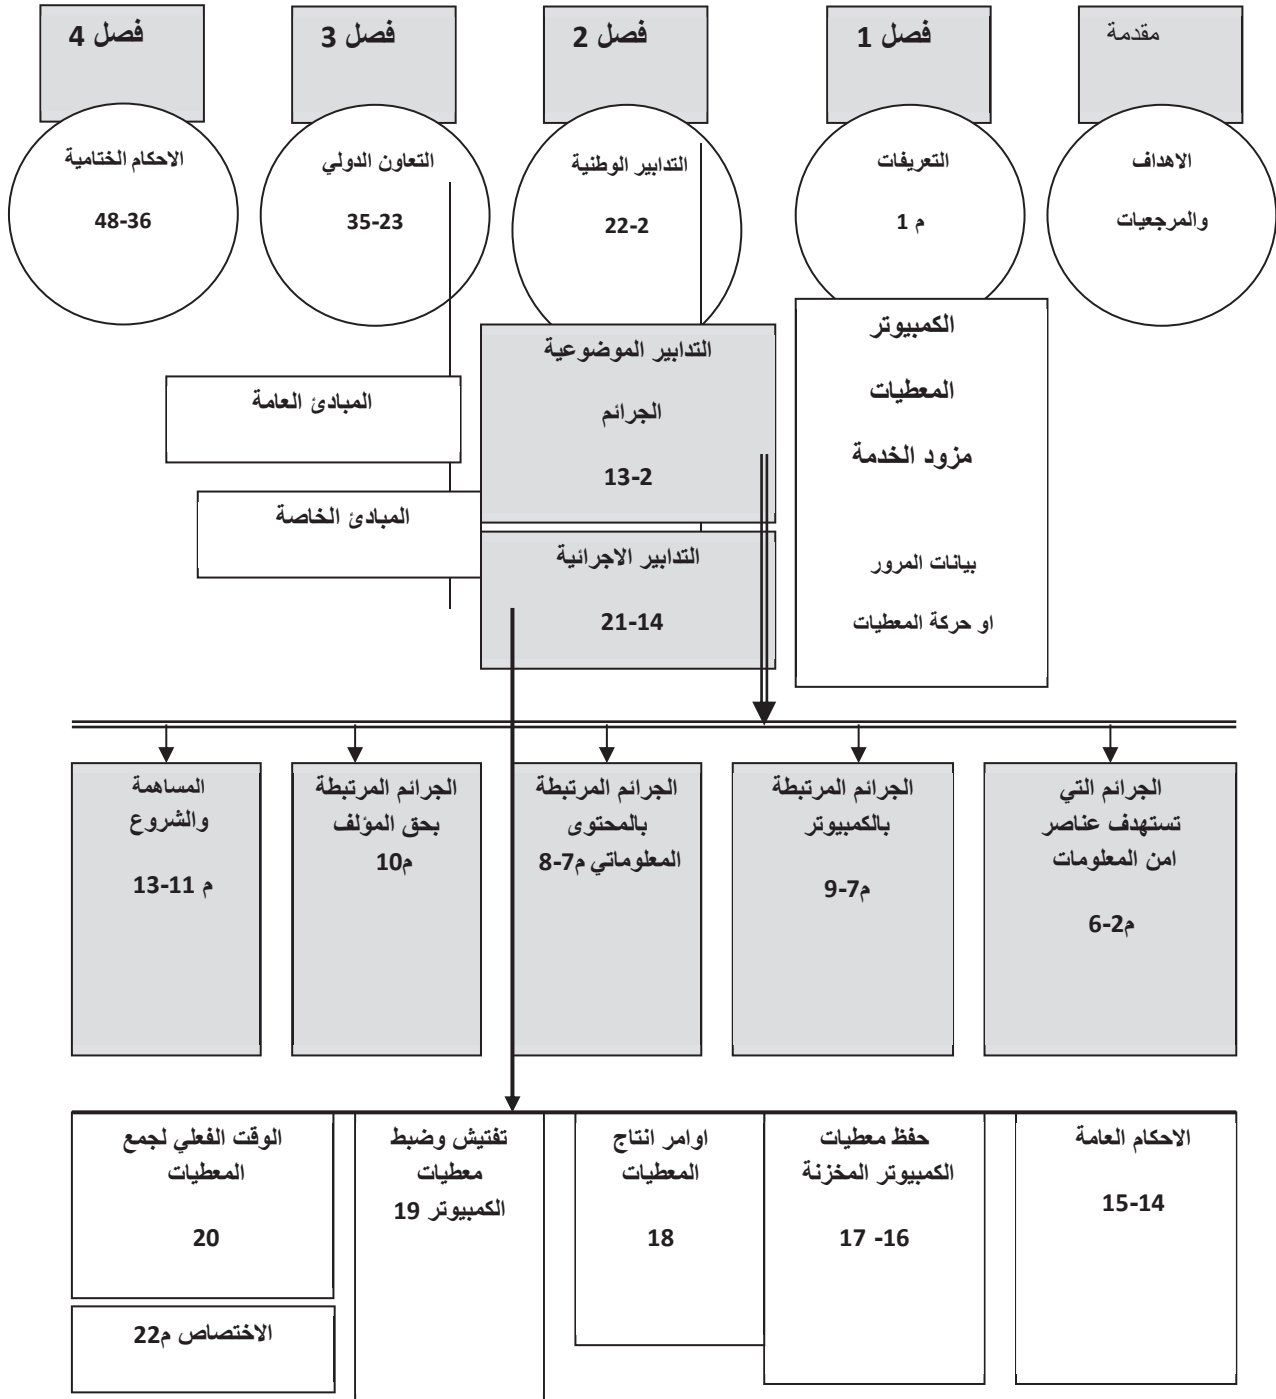 مقدمة
فصل 1
فصل 2
فصل 3
فصل 4
الاهداف
والمرجعيات
التعريفات
م 1
التدابير الوطنية
22-2
التعاون الدولي
35-23
الاحكام الختامية
48-36
الكمبيوتر
المعطيات
مزود الخدمة
بيانات المرور
او حركة المعطيات
التدابير الموضوعية
الجرائم
13-2
التدابير الاجرائية
21-14
المبادئ العامة
المبادئ الخاصة
الجرائم التي
تستهدف عناصر
امن المعلومات
م2-6
الجرائم المرتبطة
بالكمبيوتر
م7-9
الجرائم المرتبطة
بالمحتوى
المعلوماتي م7-8
الجرائم المرتبطة
بحق المؤلف
م10
المساهمة
والشروع
م 11-13
الاحكام العامة
15-14
حفظ معطيات
الكمبيوتر المخزنة
16- 17
اوامر انتاج
المعطيات
18
تفتيش وضبط
معطيات
الكمبيوتر 19
الوقت الفعلي لجمع
المعطيات
20
الاختصاص م22